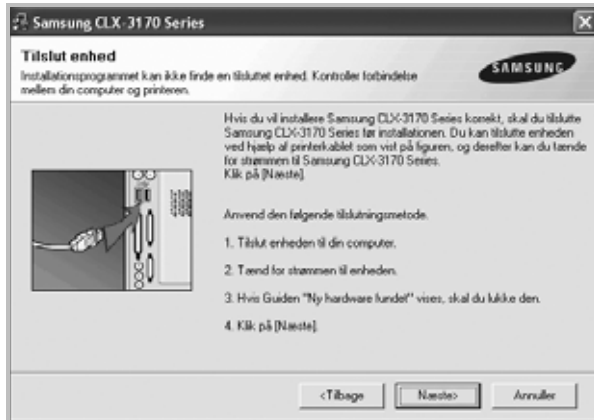 Samsung CLX-3170 Series
Tilslut enhed
Installationsprogrammet kan ikke finde en tilsluttet enhed. Kontroller forbindelse
mellem din computer og printeren.
SAMSUNG
Hvis du vil installere Samsung CLX-3170 Series korrekt, skal du tilslutte
Samsung CLX-3170 Series før installationen. Du kan tilslutte enheden
ved hjælp af printerkablet som vist på figuren, og derefter kan du tænde
for strømmen til Samsung CLX-3170 Series.
Klik på [Næste].
Anvend den følgende tilslutningsmetode.
1. Tilslut enheden til din computer.
2. Tænd for strømmen til enheden.
3. Hvis Guiden "Ny hardware fundet" vises, skal du lukke den.
4. Klik på [Næste].
<Tilbage
Næste>
Annuller